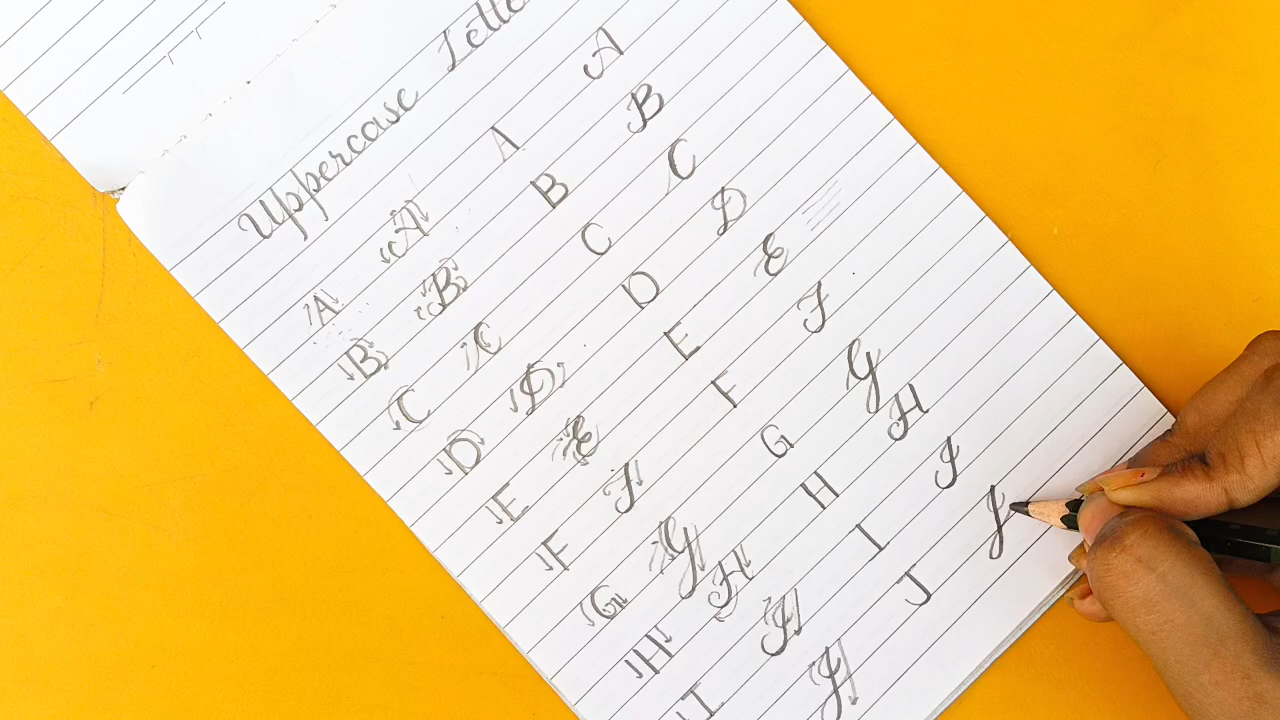 Uppercase Lette
A A A A
B B B B
C C C C
D D D D
E E E E
F F F F
G G G G
H H H H
I I I I
J J J